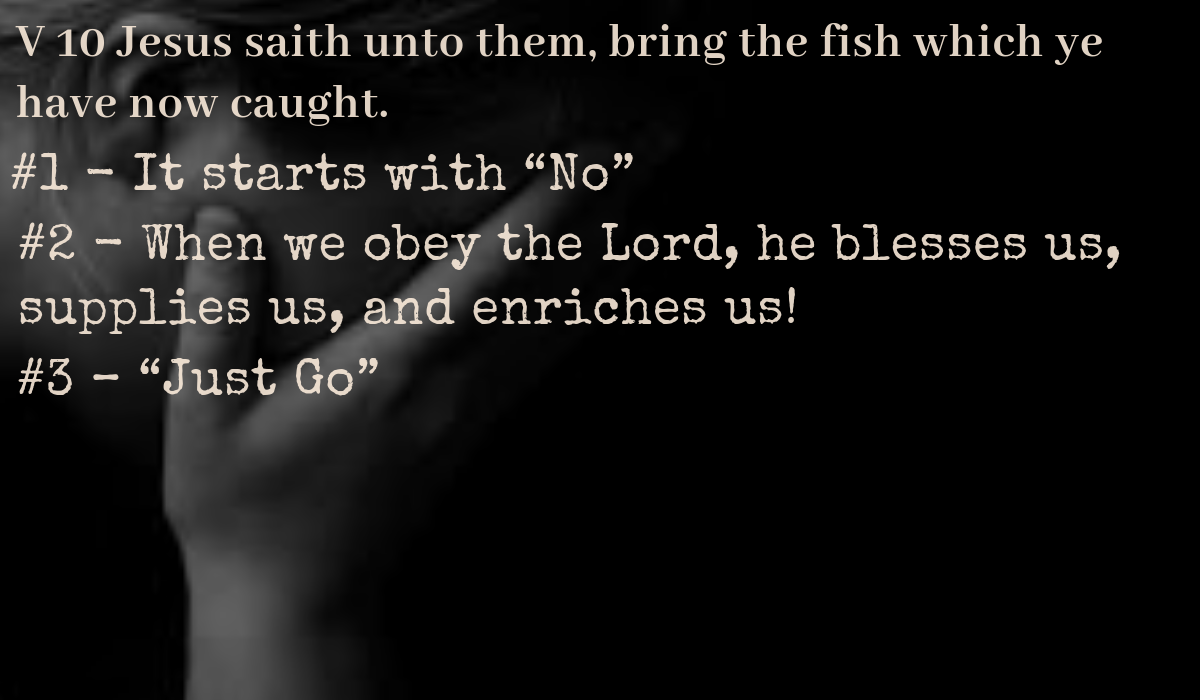 V 10 Jesus saith unto them, bring the fish which ye
have now caught.
#1 – It starts with “No”
#2 – When we obey the Lord, he blesses us,
supplies us, and enriches us!
#3 – “Just Go”